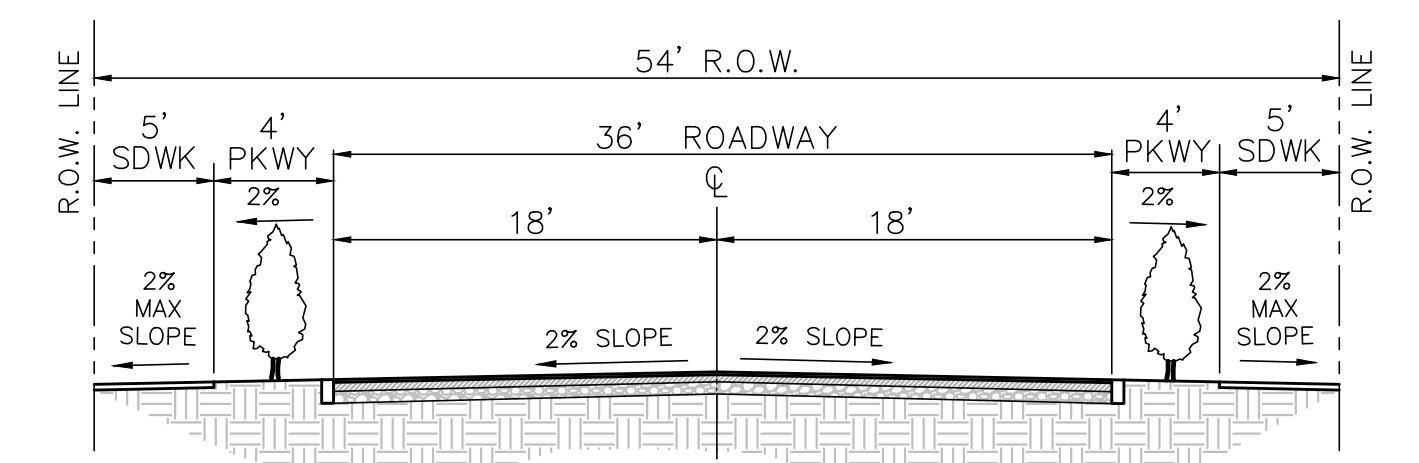 54' R.O.W.
R.O.W. LINE
R.O.W. LINE
5'
SDWK
4'
PKWY
36' ROADWAY
4'
PKWY
5'
SDWK
℄
2%
2%
18'
18'
2%
MAX
SLOPE
2% SLOPE
2% SLOPE
2%
MAX
SLOPE